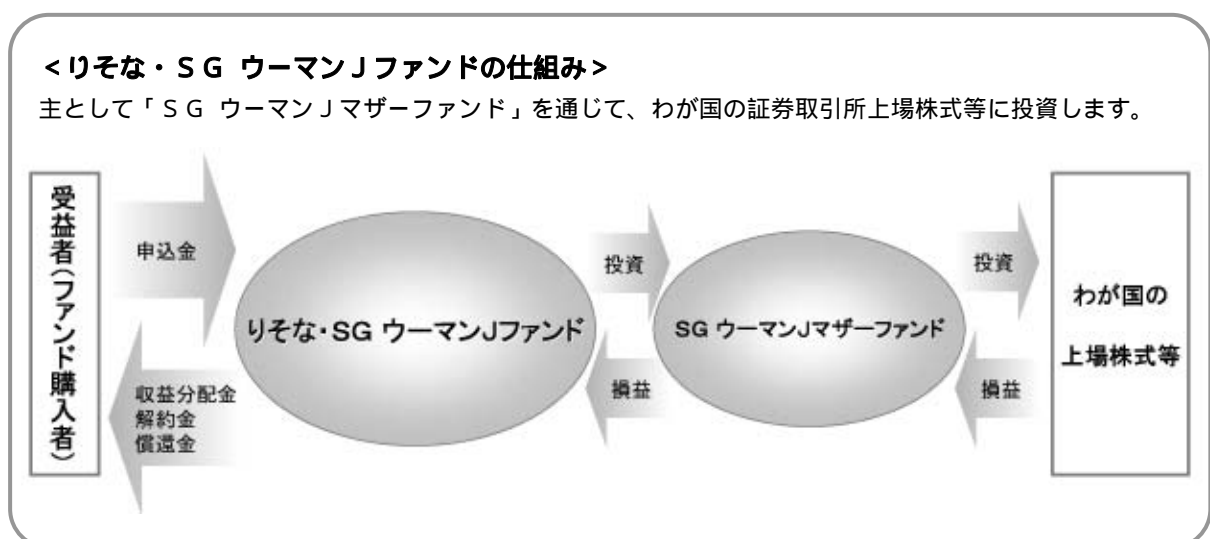 <りそな・ＳＧ ウーマンＪファンドの仕組み>
主として「ＳＧ ウーマンＪマザーファンド」を通じて、わが国の証券取引所上場株式等に投資します。
受益者(ファンド購入者)
申込金
収益分配金
解約金
償還金
りそな・SG ウーマンJファンド
投資
損益
SG ウーマンJマザーファンド
投資
損益
わが国の
上場株式等